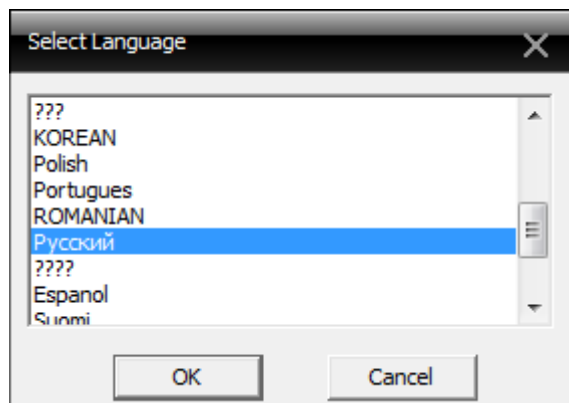 Select Language
???
KOREAN
Polish
Portugues
ROMANIAN
Русский
????
Espanol
Suomi
OK
Cancel